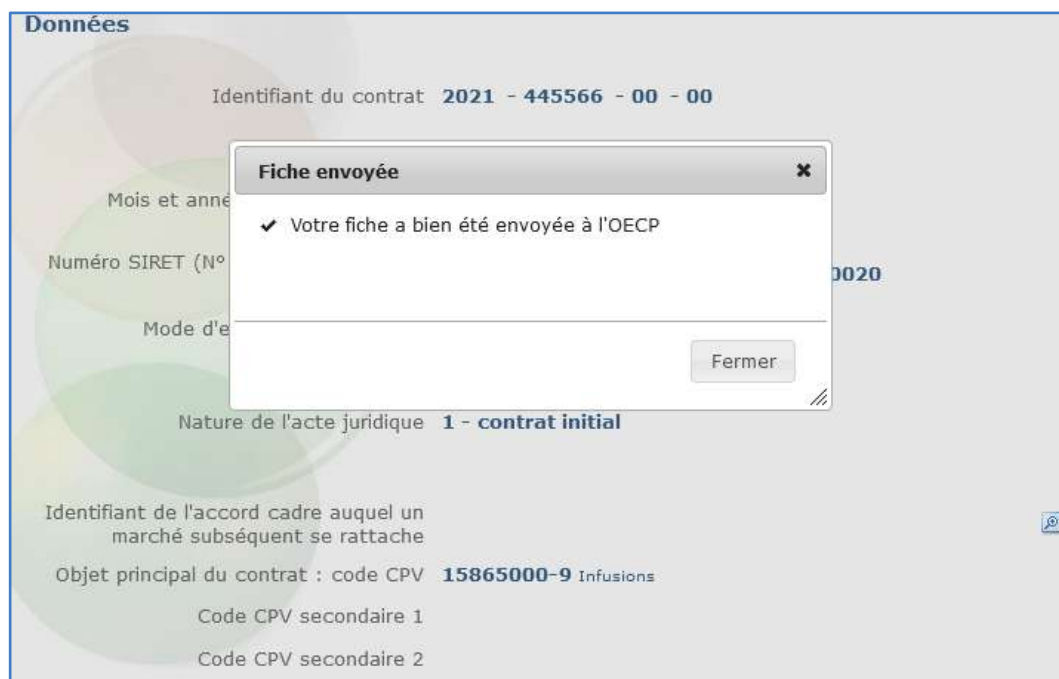 Données
Identifiant du contrat 2021 - 445566 - 00 - 00
Fiche envoyée
Mois et anné
✔ Votre fiche a bien été envoyée à l'OECP
Numéro SIRET (N° 0020
Mode d'e
Fermer
Nature de l'acte juridique 1 - contrat initial
Identifiant de l'accord cadre auquel un
marché subséquent se rattache
Objet principal du contrat : code CPV 15865000-9 Infusions
Code CPV secondaire 1
Code CPV secondaire 2